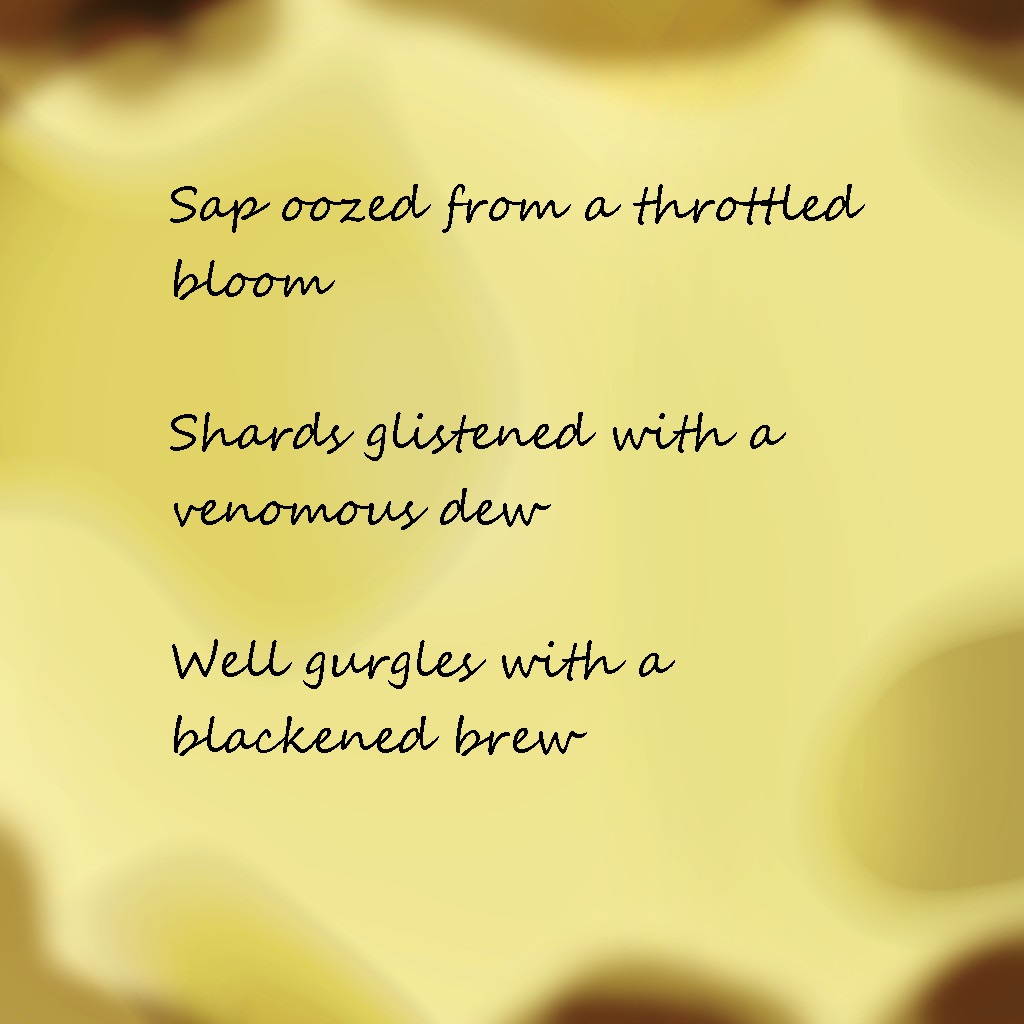 Sap oozed from a throttled
bloom
Shards glistened with a
venomous dew
Well gurgles with a
blackened brew